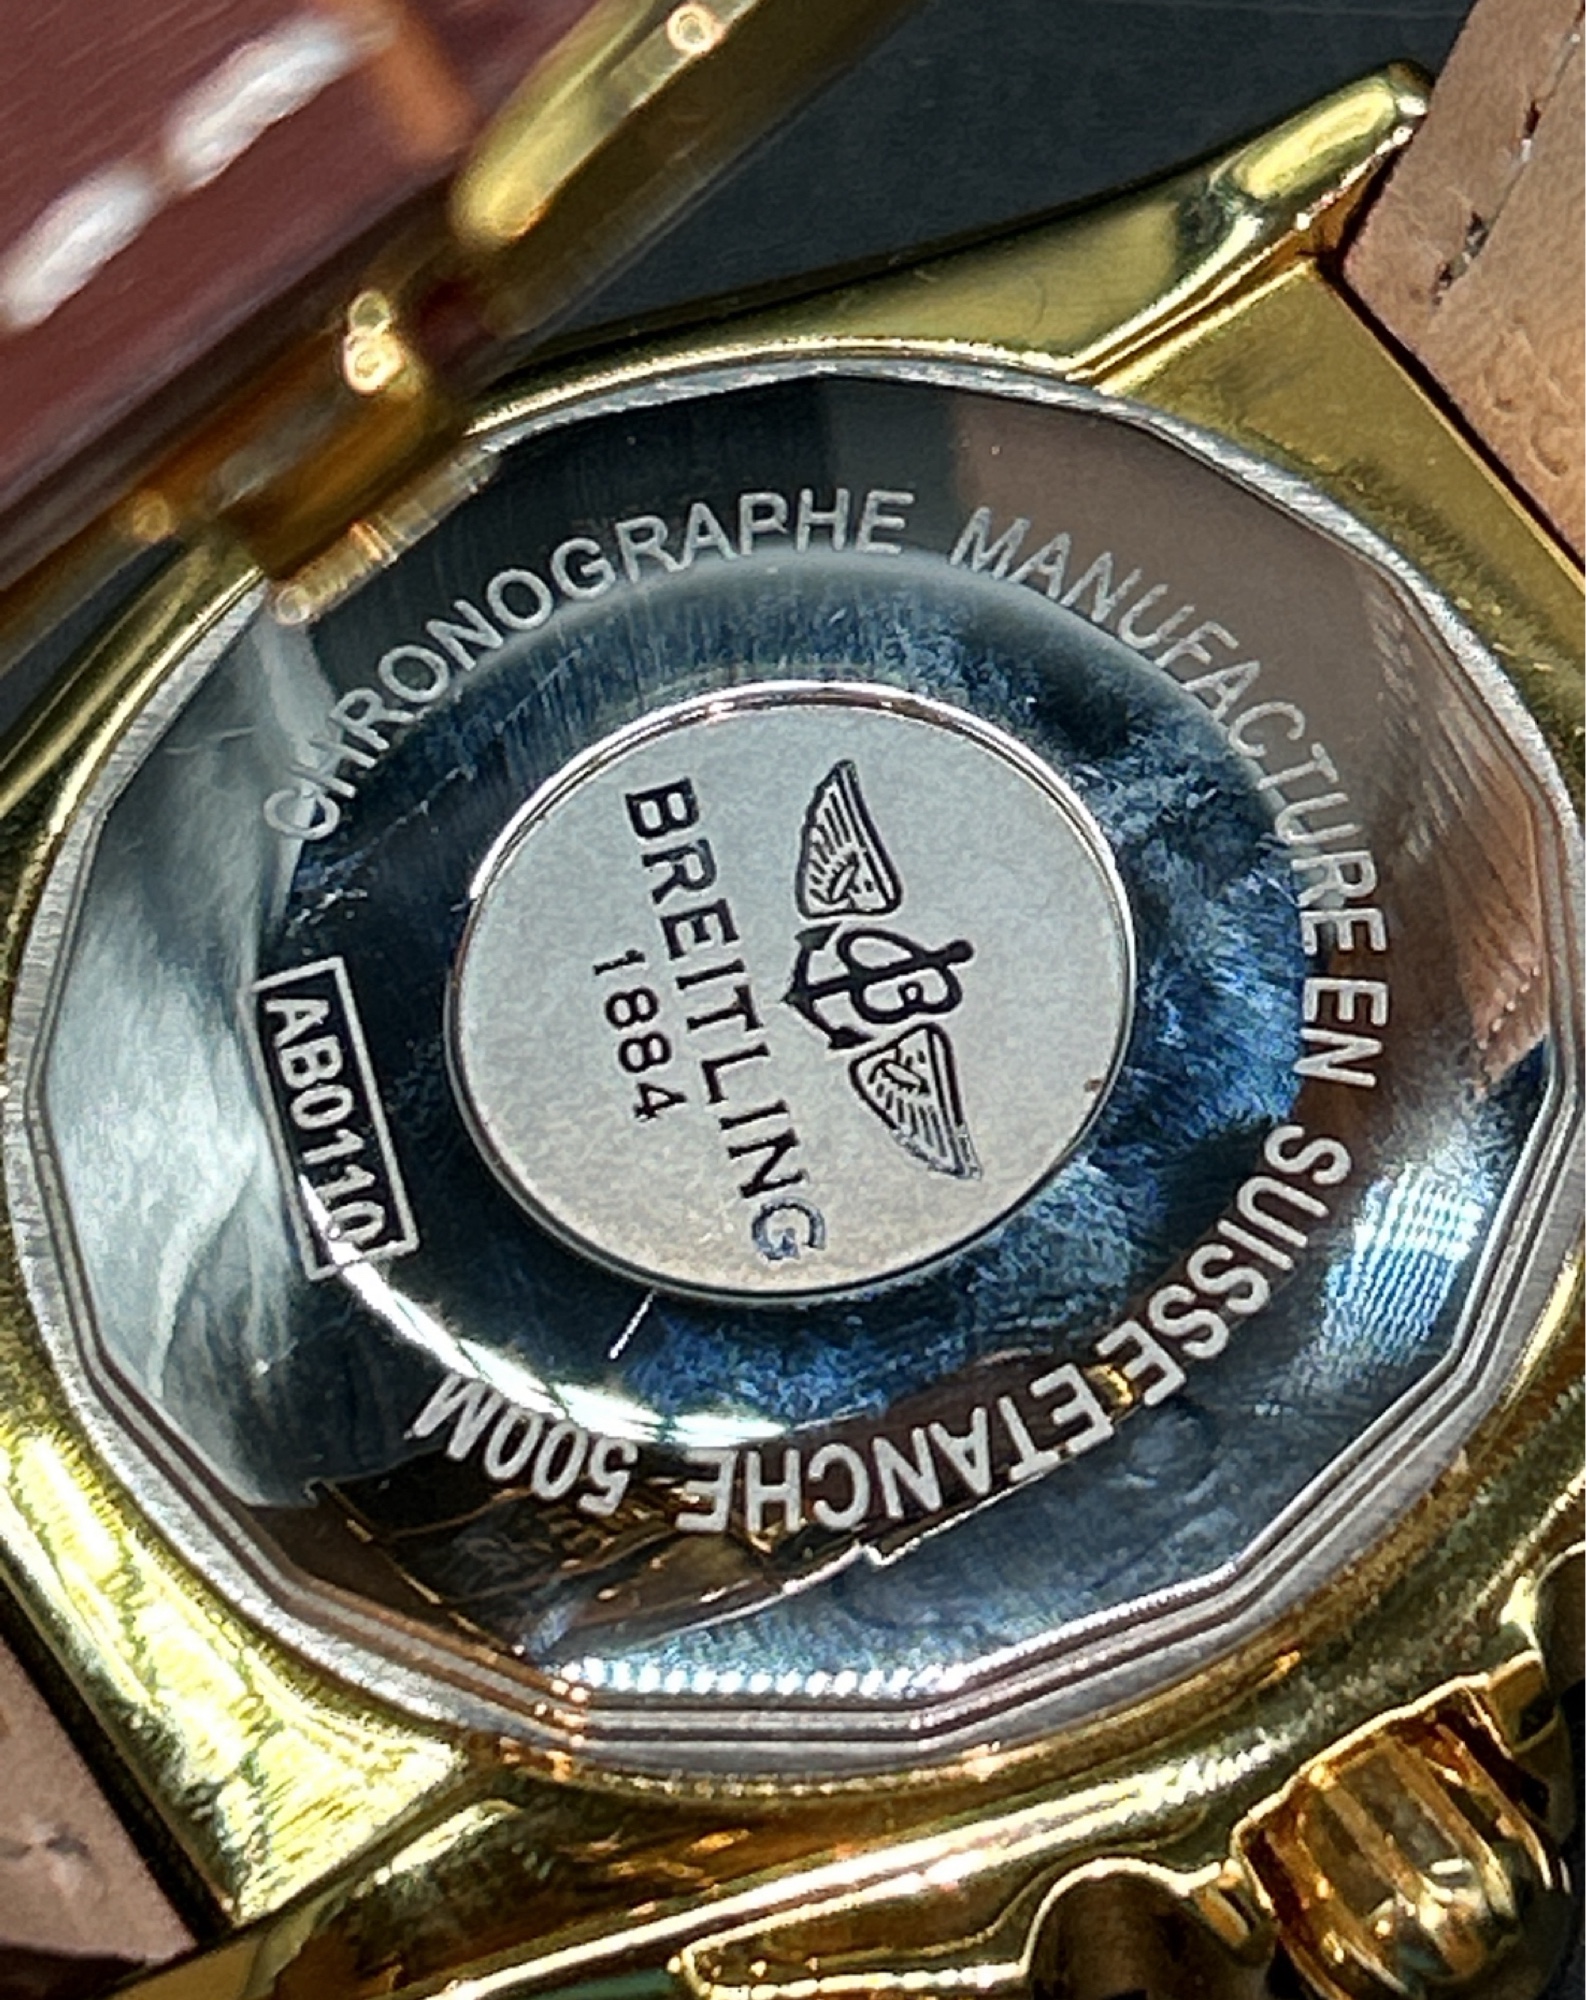 CHRONOGRAPHE MANUFACTURE EN SUISSE ETANCHE 500M
AB0110
B
BREITLING
1884